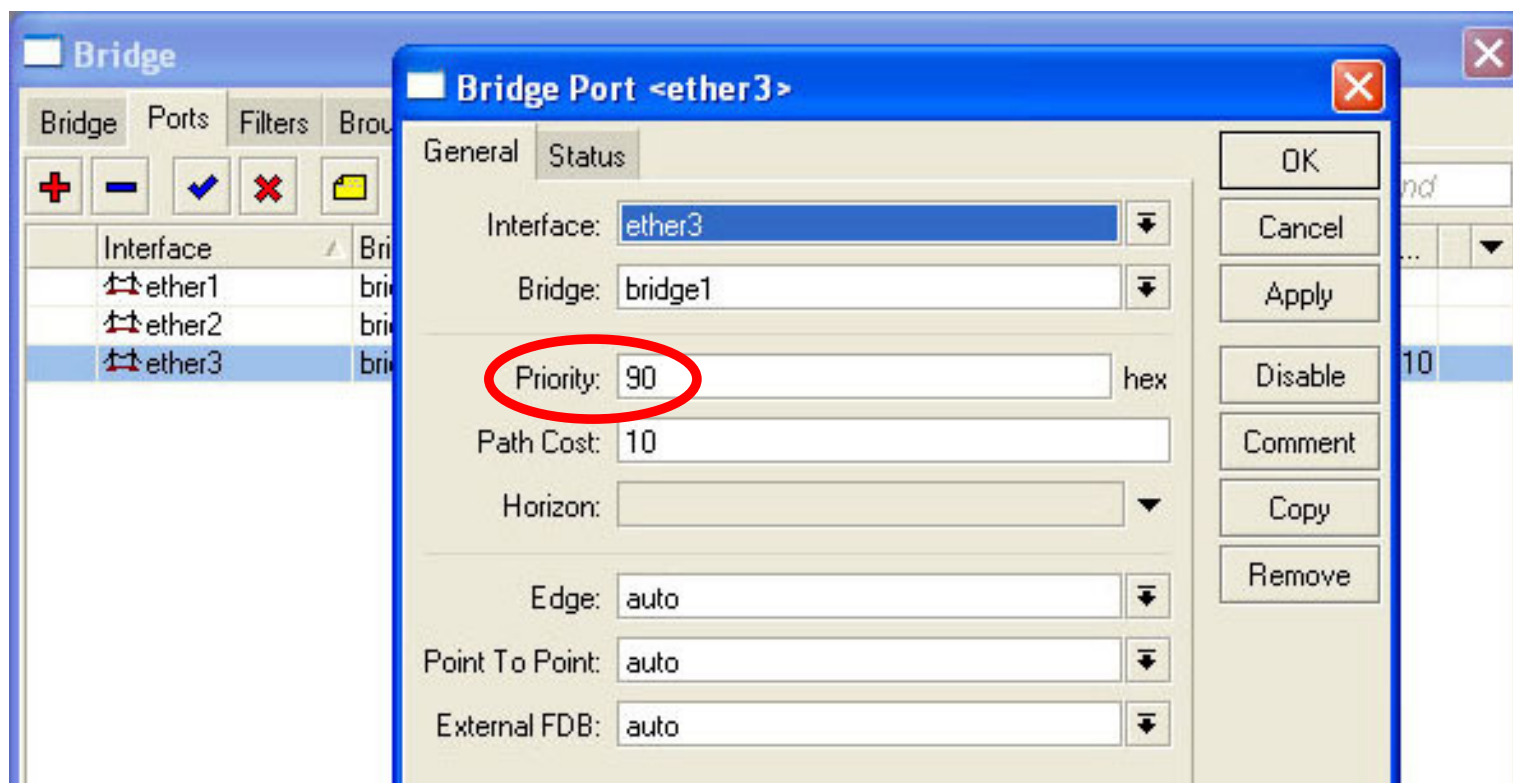 Bridge
Bridge Ports Filters Brou
Interface Bri
ether1 bri
ether2 bri
ether3 bri
Bridge Port <ether3>
General Status
Interface: ether3
Bridge: bridge1
Priority: 90 hex
Path Cost: 10
Horizon:
Edge: auto
Point To Point: auto
External FDB: auto
OK
Cancel
Apply
Disable
Comment
Copy
Remove
nd
...
10